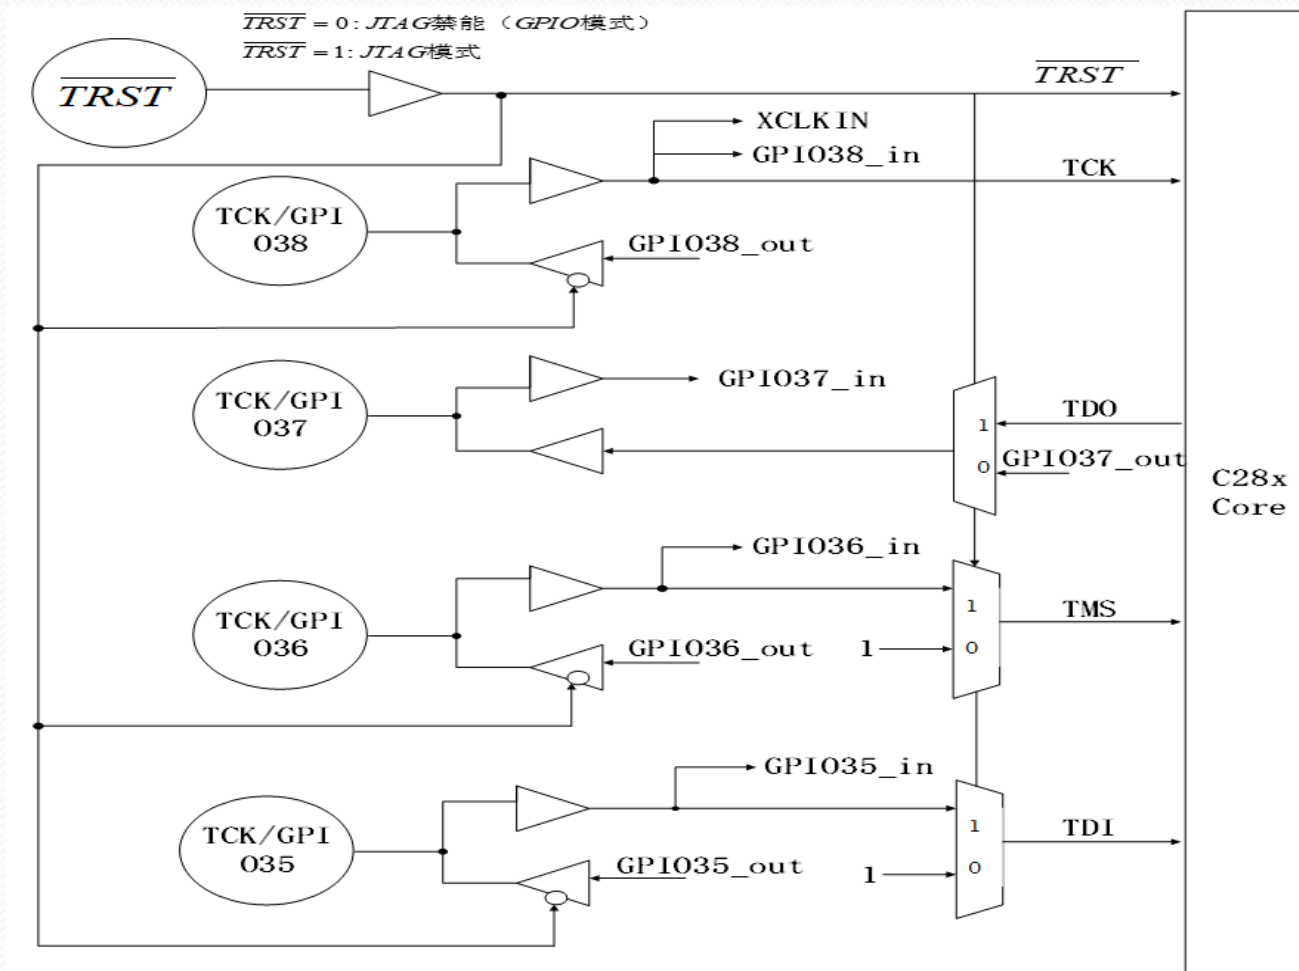 TRST = 0: JTAG禁能（GPIO模式）
TRST = 1: JTAG模式
TRST
TRST
XCLKIN
GPIO38_in
TCK
TCK/GPI
O38
GPIO38_out
GPIO37_in
TCK/GPI
O37
TDO
1
GPIO37_out
0
C28x
Core
GPIO36_in
TCK/GPI
O36
1
TMS
GPIO36_out
1
0
GPIO35_in
TCK/GPI
O35
1
TDI
GPIO35_out
1
0